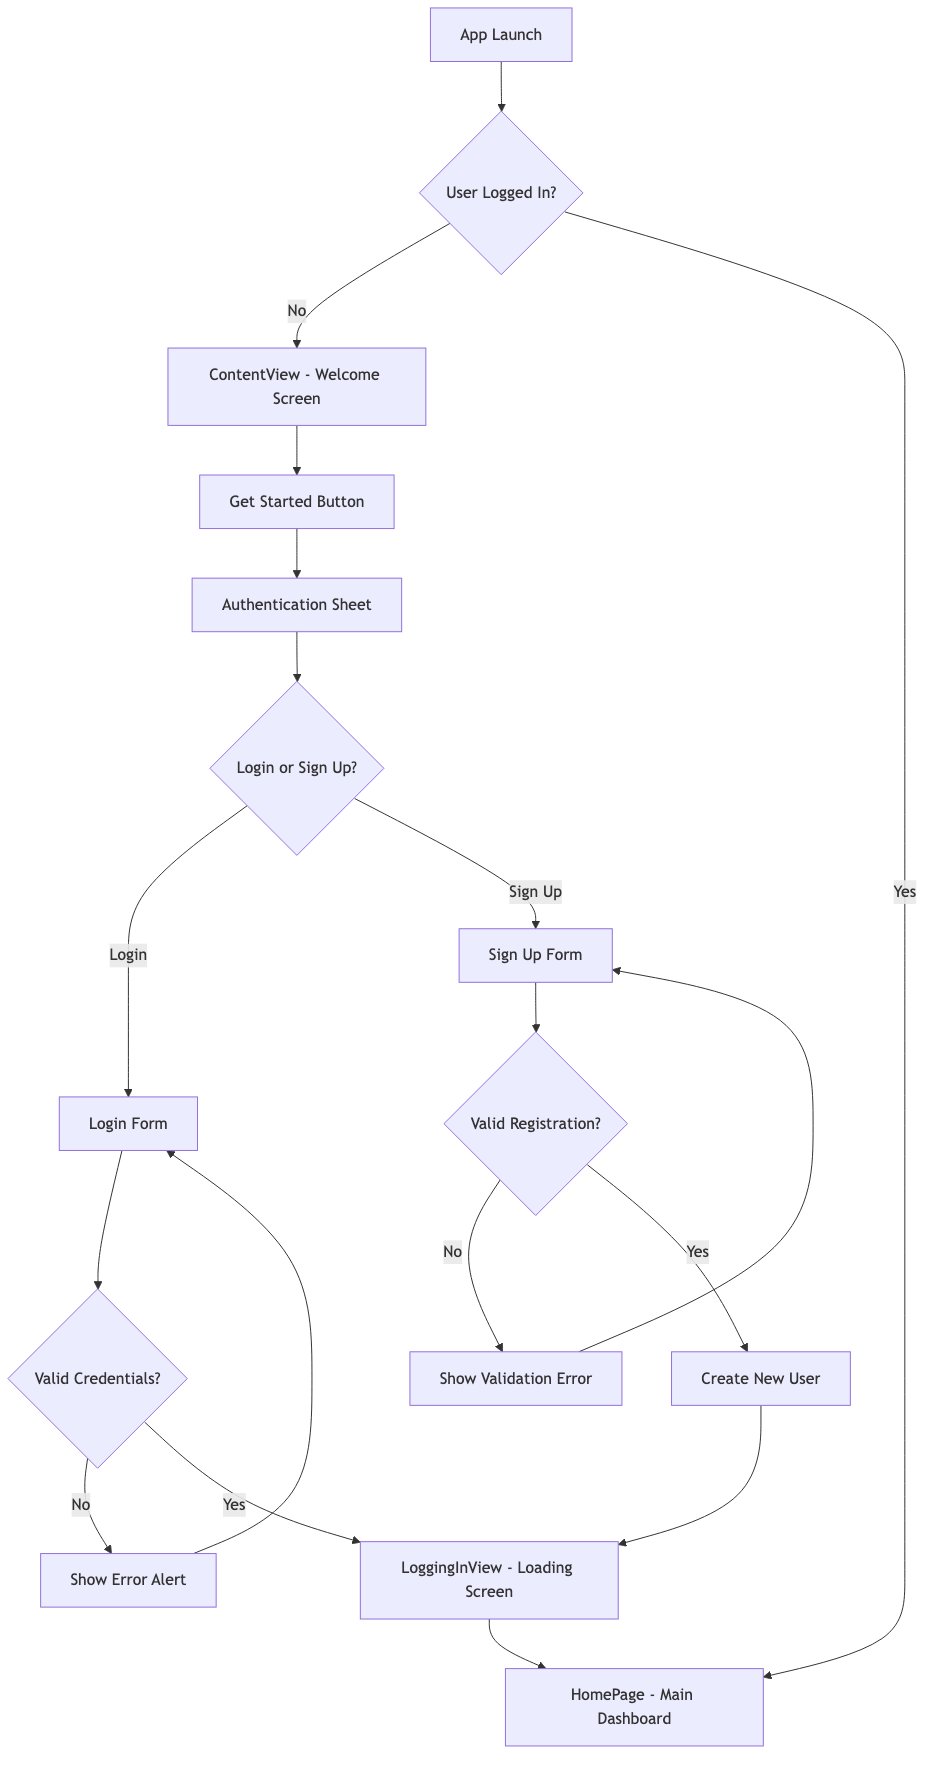 App Launch
User Logged In?
No
ContentView - Welcome
Screen
Get Started Button
Authentication Sheet
Login or Sign Up?
Yes
Sign Up
Login
Sign Up Form
Login Form
Valid Registration?
No
Yes
Valid Credentials?
Show Validation Error
Create New User
No
Yes
Show Error Alert
LoggingInView - Loading
Screen
HomePage - Main
Dashboard